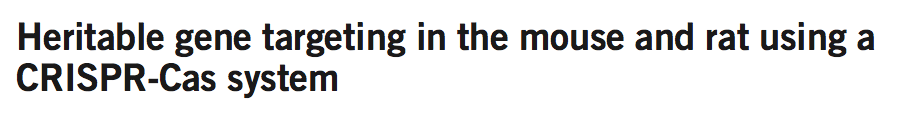 Heritable gene targeting in the mouse and rat using a
CRISPR-Cas system